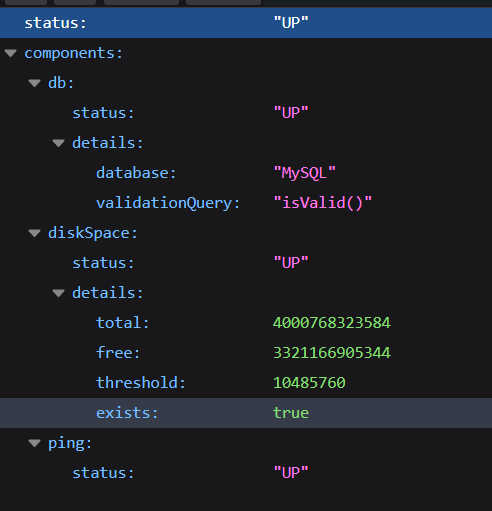 status: "UP"
components:
db:
status: "UP"
details:
database: "MySQL"
validationQuery: "isValid()"
diskSpace:
status: "UP"
details:
total: 4000768323584
free: 3321166905344
threshold: 10485760
exists: true
ping:
status: "UP"